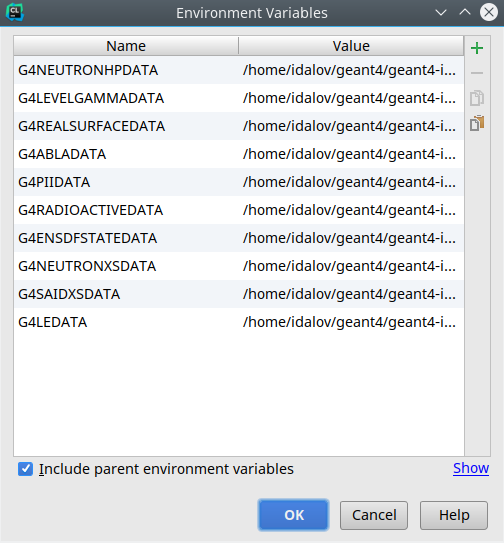 CL
Environment Variables
Name Value
G4NEUTRONHPDATA /home/idalov/geant4/geant4-i...
G4LEVELGAMMADATA /home/idalov/geant4/geant4-i...
G4REALSURFACEDATA /home/idalov/geant4/geant4-i...
G4ABLADATA /home/idalov/geant4/geant4-i...
G4PIIDATA /home/idalov/geant4/geant4-i...
G4RADIOACTIVEDATA /home/idalov/geant4/geant4-i...
G4ENSDFSTATEDATA /home/idalov/geant4/geant4-i...
G4NEUTRONXSDATA /home/idalov/geant4/geant4-i...
G4SAIDXSDATA /home/idalov/geant4/geant4-i...
G4LEDATA /home/idalov/geant4/geant4-i...
Include parent environment variables Show
OK Cancel Help